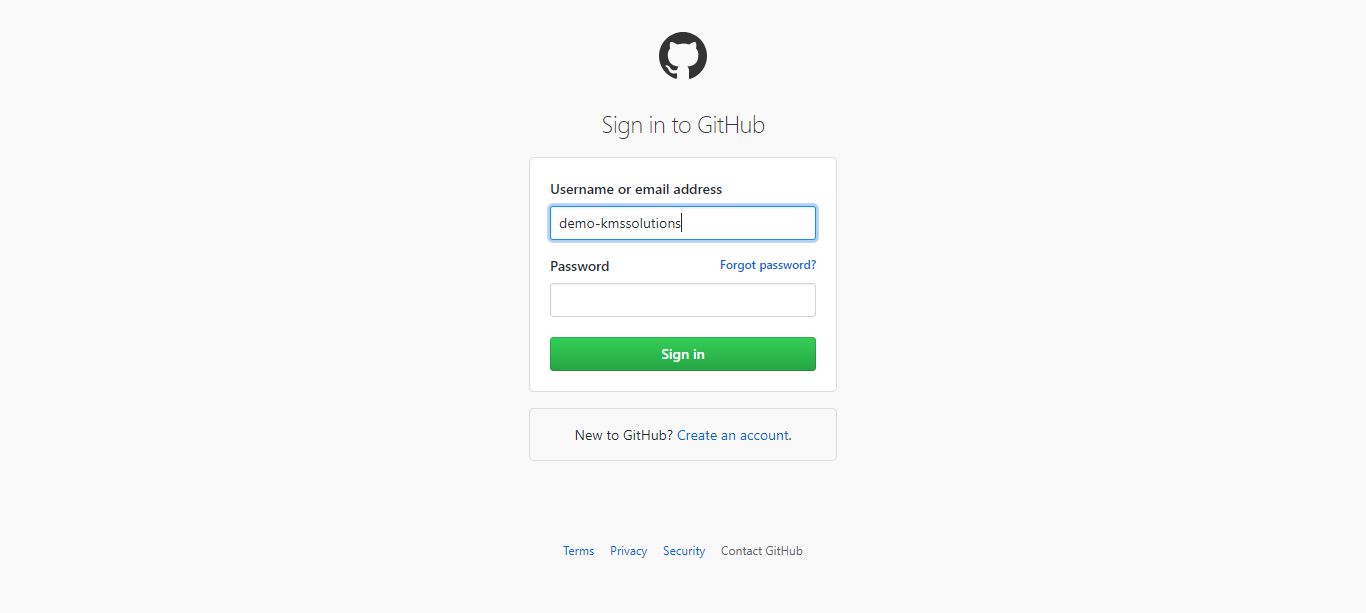 Sign in to GitHub
Username or email address
demo-kmssolutions
Password Forgot password?
Sign in
New to GitHub? Create an account.
Terms Privacy Security Contact GitHub